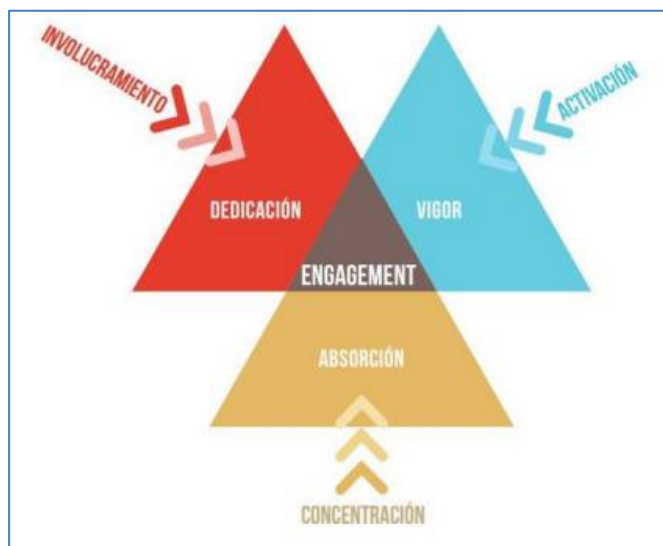 INVOLUCRAMIENTO
ACTIVACIÓN
DEDICACIÓN
VIGOR
ENGAGEMENT
ABSORCIÓN
CONCENTRACIÓN